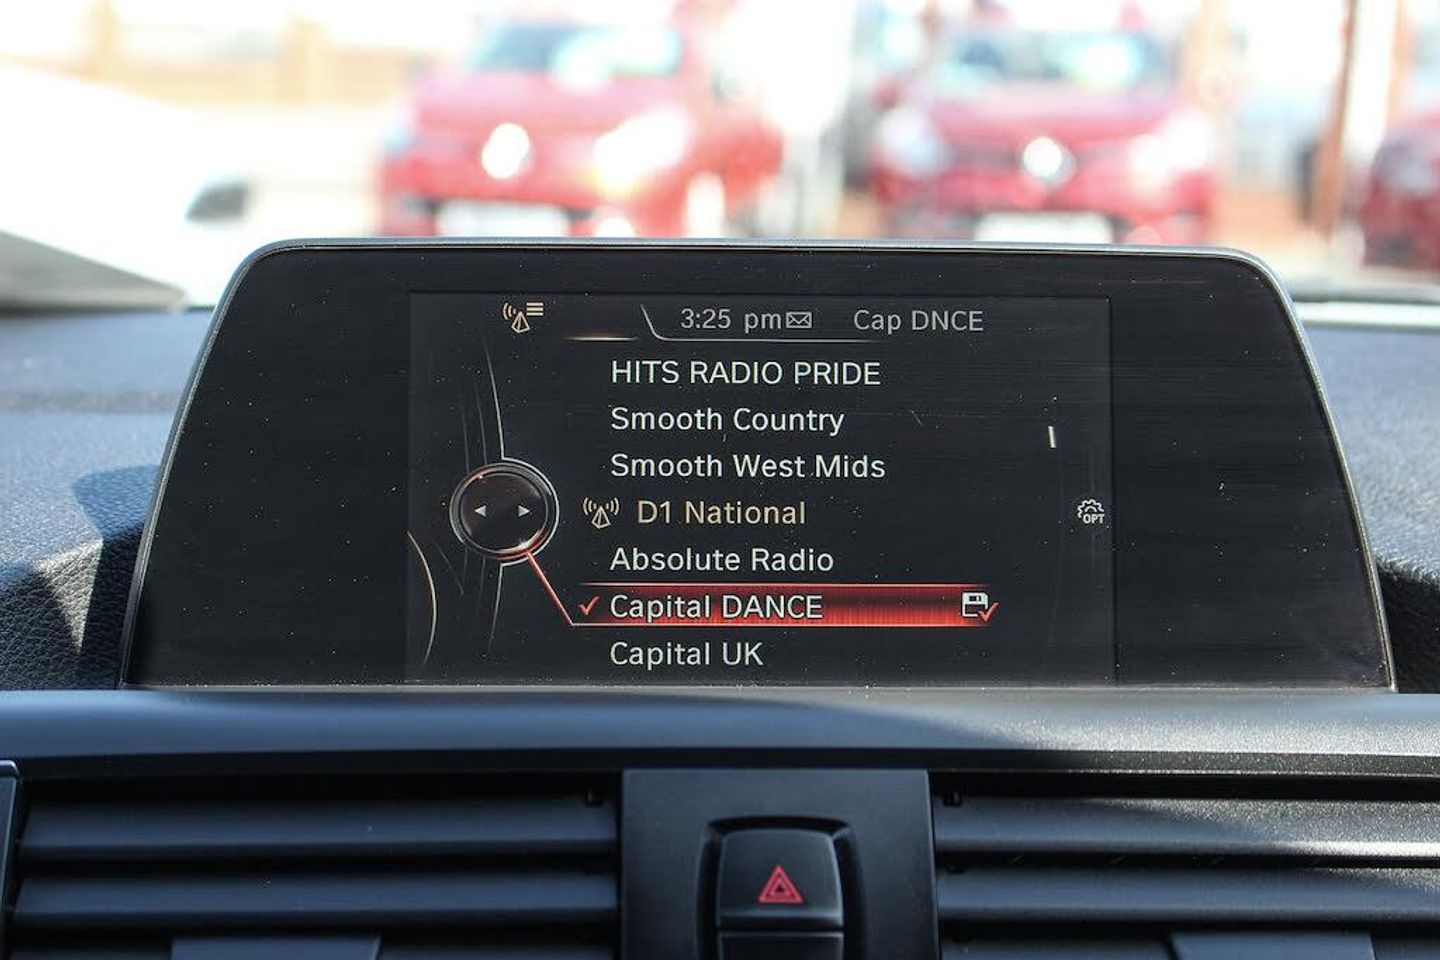 3:25 pm Cap DNCE
HITS RADIO PRIDE
Smooth Country
Smooth West Mids
D1 National
OPT
Absolute Radio
Capital DANCE
Capital UK